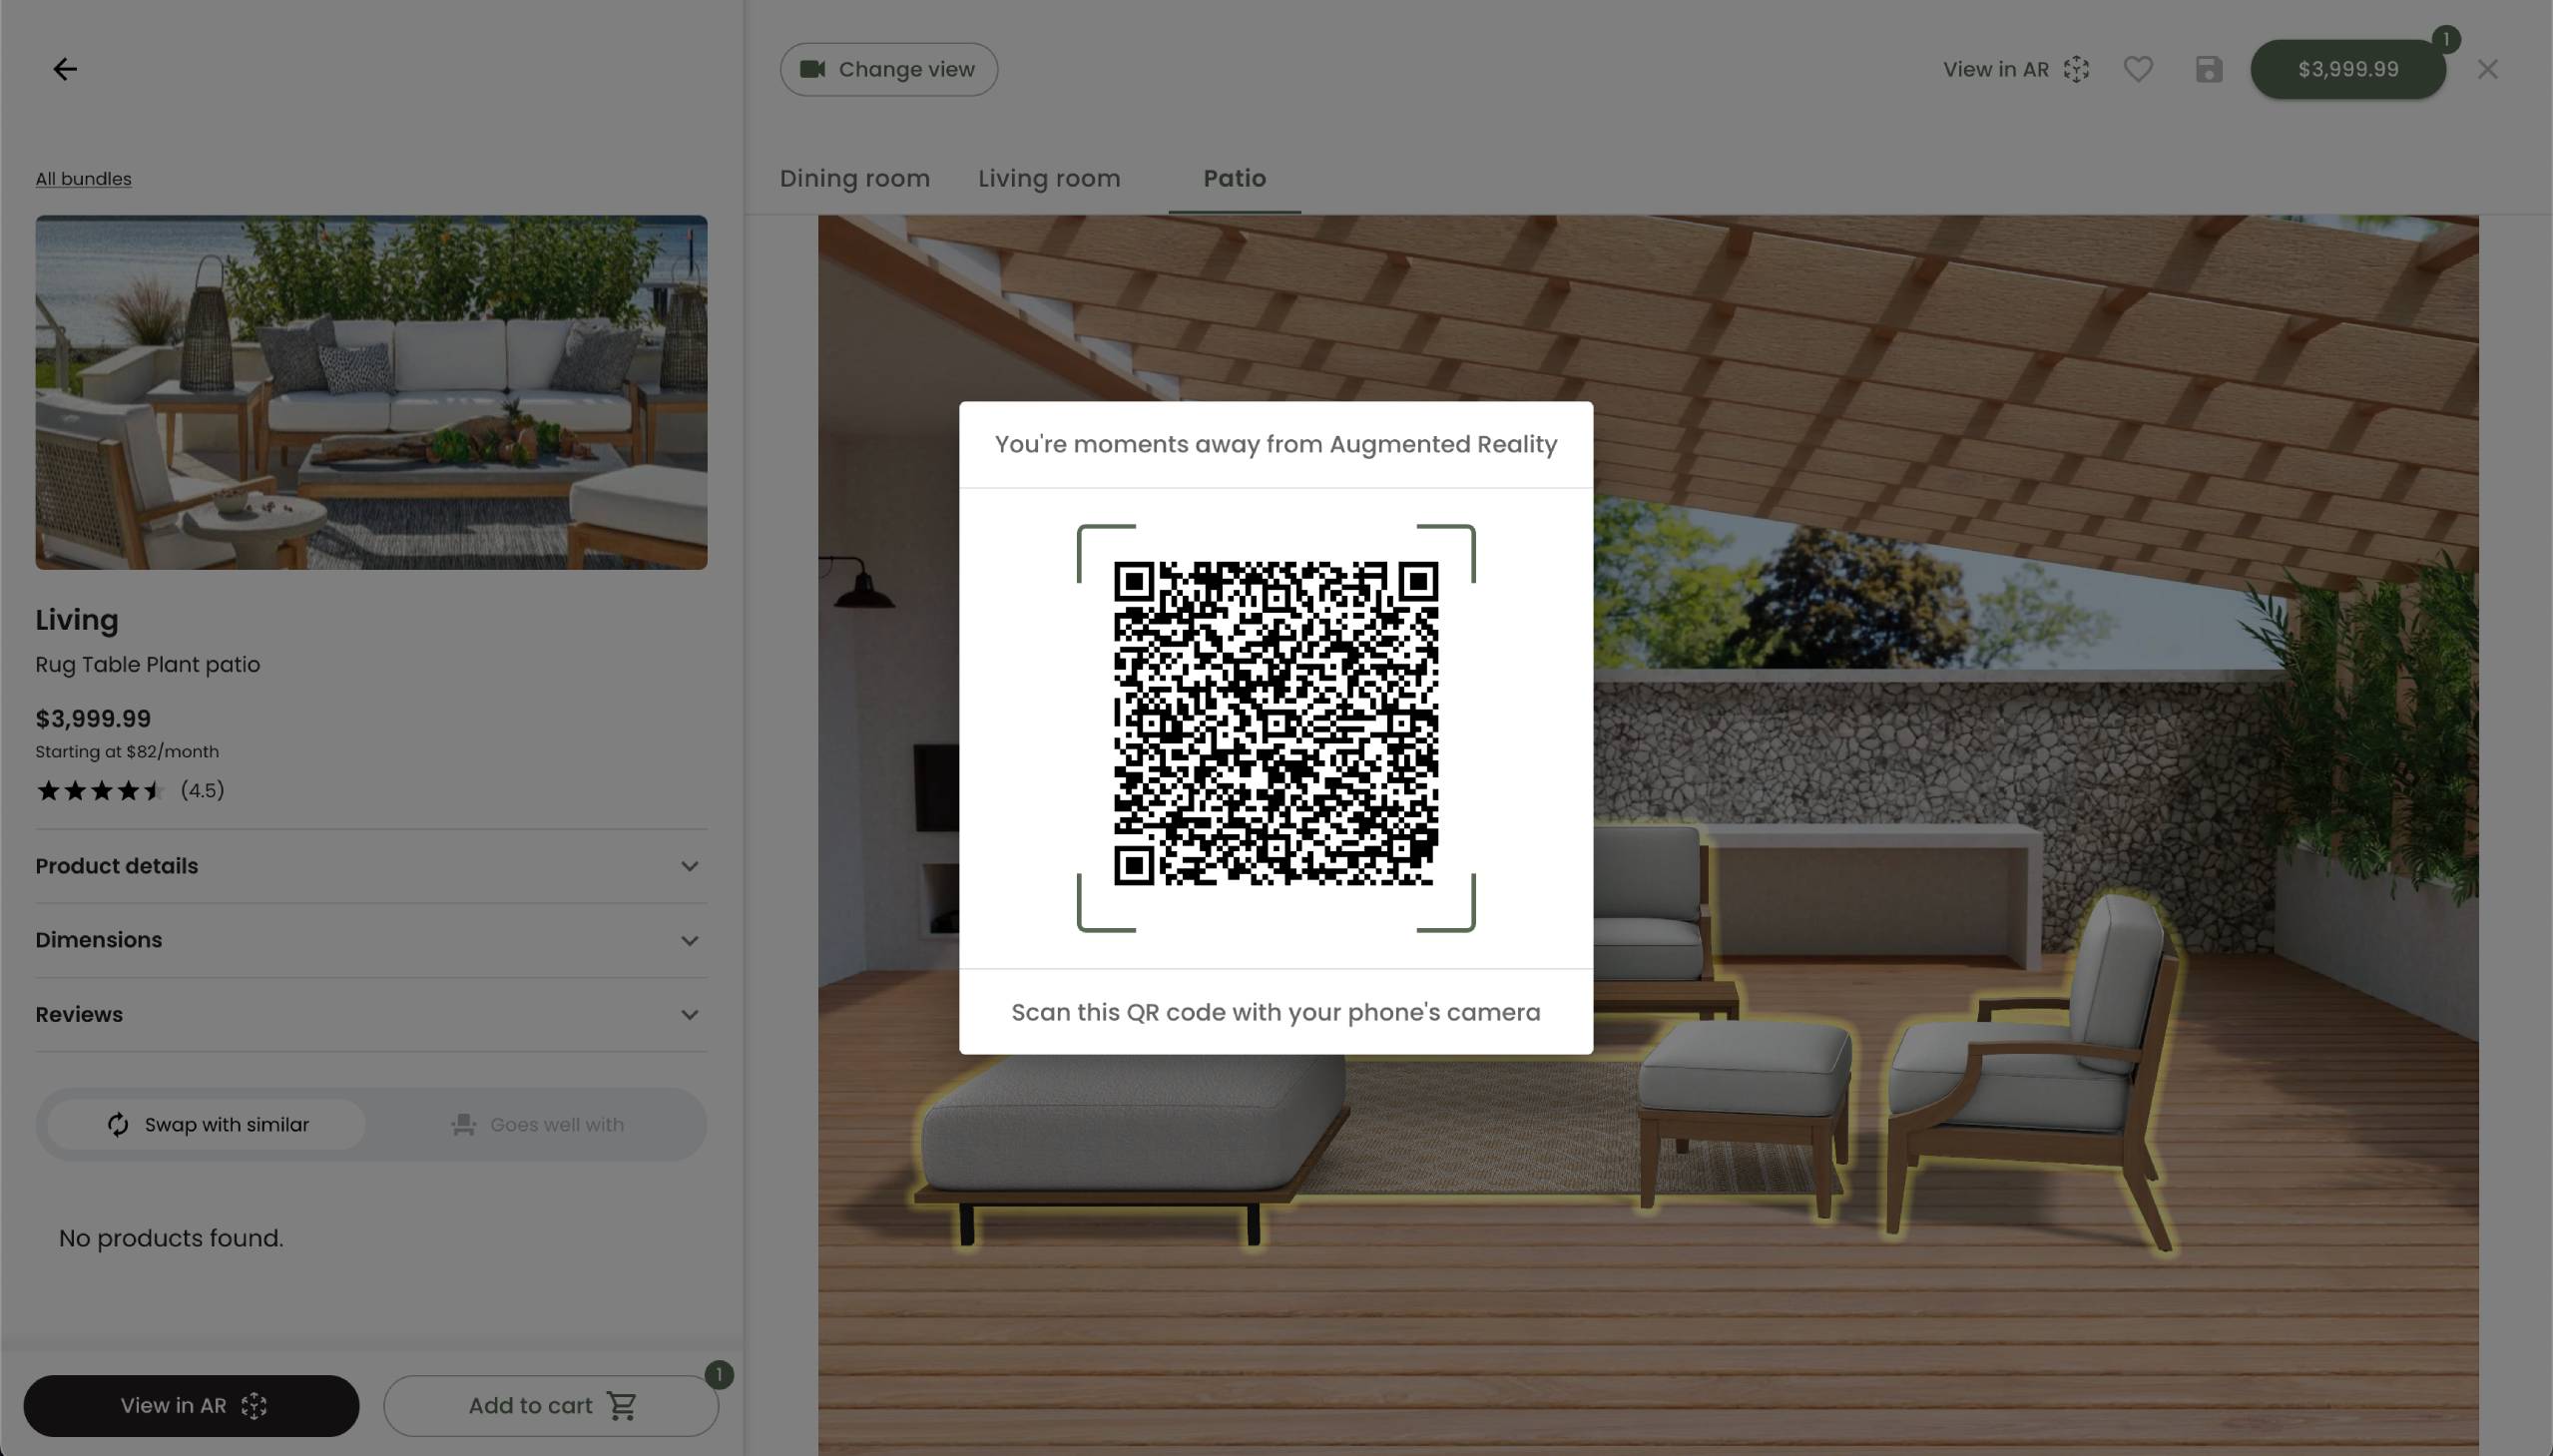 Change view
View in AR
1
$3,999.99
All bundles
Dining room
Living room
Patio
You're moments away from Augmented Reality
Scan this QR code with your phone's camera
Living
Rug Table Plant patio
$3,999.99
Starting at $82/month
(4.5)
Product details
Dimensions
Reviews
Swap with similar
Goes well with
No products found.
View in AR
Add to cart
1